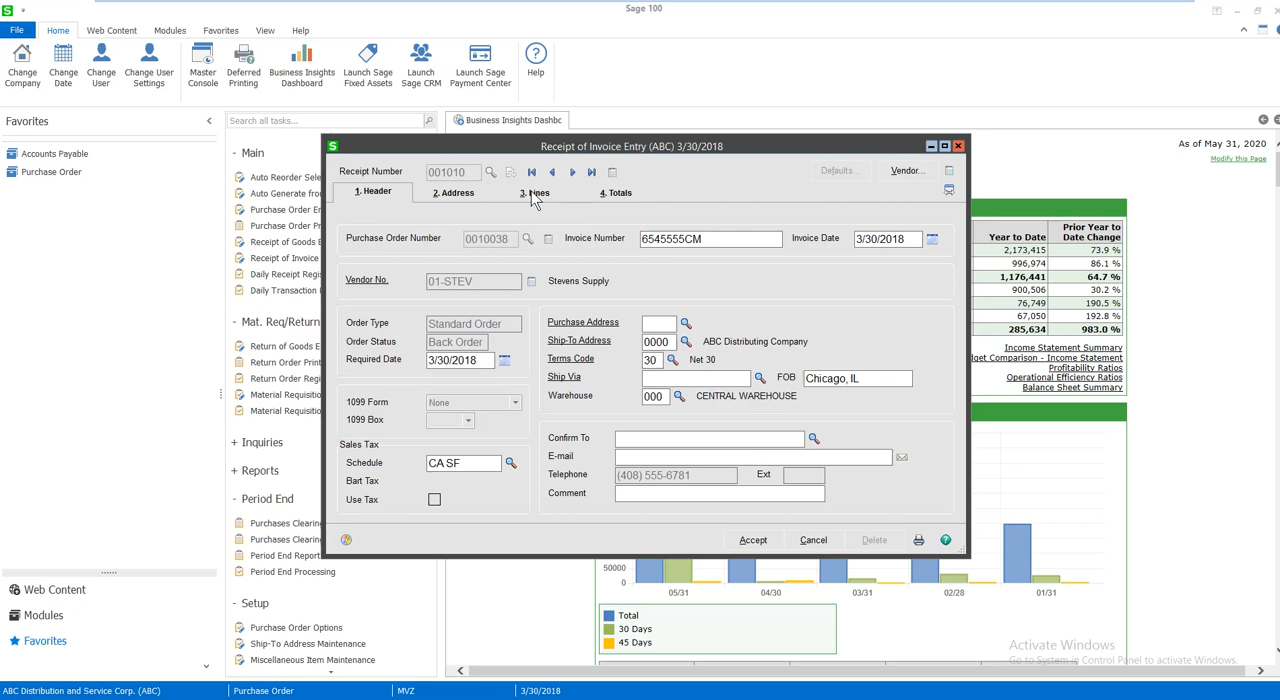 Sage 100
File Home Web Content Modules Favorites View Help
Change Company
Change Date
Change User
Change User Settings
Master Console
Deferred Printing
Business Insights Dashboard
Launch Sage Fixed Assets
Launch Sage CRM
Launch Sage Payment Center
Help
Favorites
Accounts Payable
Purchase Order
Web Content
Modules
Favorites
Search all tasks...
- Main
Auto Reorder Sele
Auto Generate fro
Purchase Order En
Purchase Order Pr
Receipt of Goods E
Receipt of Invoice
Daily Receipt Regi
Daily Transaction
- Mat. Req/Return
Return of Goods E
Return Order Print
Return Order Regi
Material Requisitio
Material Requisitio
+ Inquiries
+ Reports
- Period End
Purchases Clearin
Purchases Clearin
Period End Report
Period End Processing
- Setup
Purchase Order Options
Ship-To Address Maintenance
Miscellaneous Item Maintenance
Business Insights Dashbc
As of May 31, 2020
Modify this Page
Receipt of Invoice Entry (ABC) 3/30/2018
Receipt Number 001010 Defaults... Vendor...
1. Header 2. Address 3. Lines 4. Totals
Purchase Order Number 0010038 Invoice Number 6545555CM Invoice Date 3/30/2018
Vendor No. 01-STEV Stevens Supply
Order Type Standard Order
Order Status Back Order
Required Date 3/30/2018
1099 Form None
1099 Box
Sales Tax
Schedule CA SF
Bart Tax
Use Tax
Purchase Address
Ship-To Address 0000 ABC Distributing Company
Terms Code 30 Net 30
Ship Via FOB Chicago, IL
Warehouse 000 CENTRAL WAREHOUSE
Confirm To
E-mail
Telephone (408) 555-6781 Ext
Comment
Accept Cancel Delete
Year to Date Prior Year to Date Change
2,173,415 73.9 %
996,974 86.1 %
1,176,441 64.7 %
900,506 30.2 %
76,749 190.5 %
67,050 192.8 %
285,634 983.0 %
Income Statement Summary
dget Comparison - Income Statement
Profitability Ratios
Operational Efficiency Ratios
Balance Sheet Summary
50000
0
05/31 04/30 03/31 02/28 01/31
Total
30 Days
45 Days
Activate Windows
Go to System in Control Panel to activate Windows.
ABC Distribution and Service Corp. (ABC) Purchase Order MVZ 3/30/2018